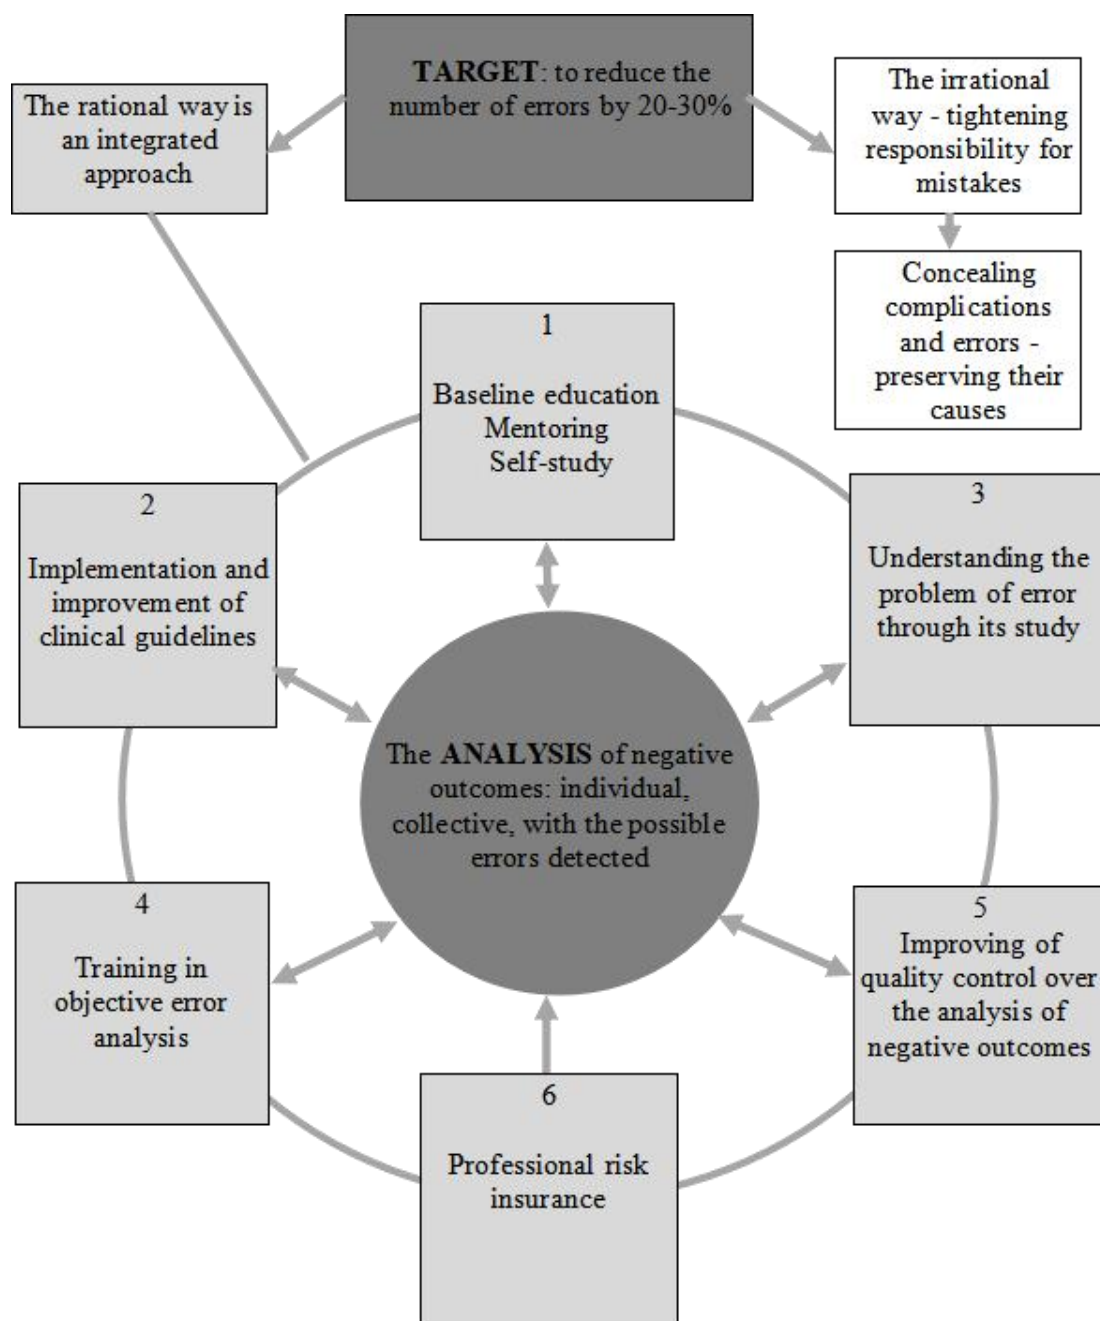 TARGET: to reduce the
number of errors by 20-30%
The rational way is
an integrated
approach
The irrational
way - tightening
responsibility for
mistakes
Concealing
complications
and errors -
preserving their
causes
1
Baseline education
Mentoring
Self-study
2
Implementation and
improvement of
clinical guidelines
3
Understanding the
problem of error
through its study
The ANALYSIS of negative
outcomes: individual,
collective, with the possible
errors detected
4
Training in
objective error
analysis
5
Improving of
quality control over
the analysis of
negative outcomes
6
Professional risk
insurance